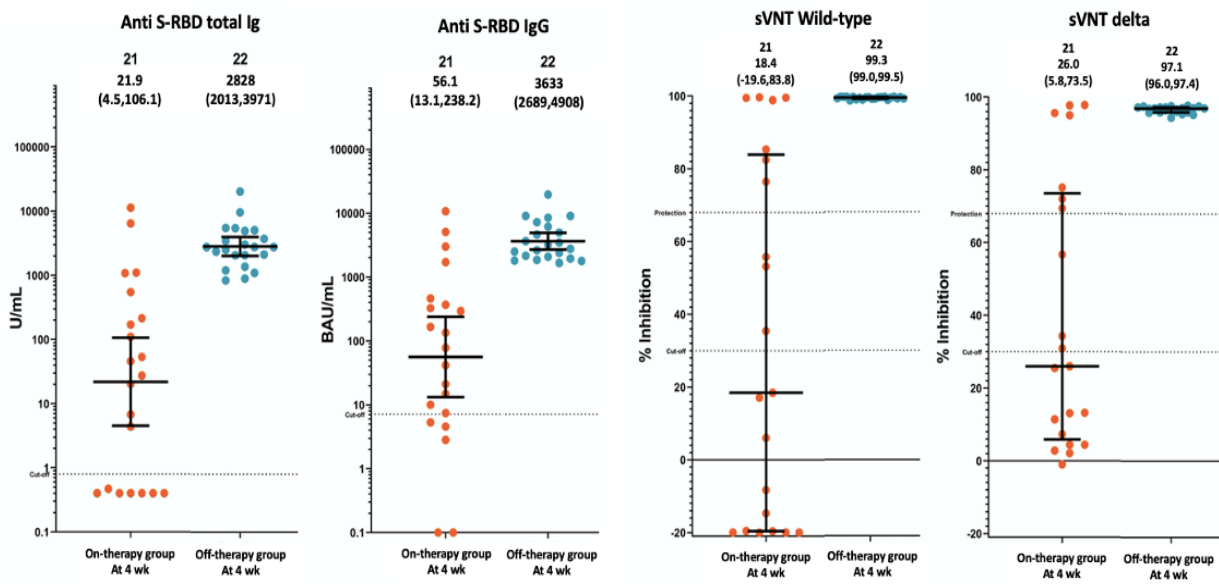 Anti S-RBD total Ig
21 22
21.9 2828
(4.5,106.1) (2013,3971)
U/mL
100000
10000
1000
100
10
1
0.1
Cut-off
On-therapy group Off-therapy group
At 4 wk At 4 wk
Anti S-RBD IgG
21 22
56.1 3633
(13.1,238.2) (2689,4908)
BAU/mL
100000
10000
1000
100
10
1
0.1
Cut-off
On-therapy group Off-therapy group
At 4 wk At 4 wk
sVNT Wild-type
21 22
18.4 99.3
(-19.6,83.8) (99.0,99.5)
% Inhibition
100
80
Protection
60
40
Cut-off
20
0
-20
On-therapy group Off-therapy group
At 4 wk At 4 wk
sVNT delta
21 22
26.0 97.1
(5.8,73.5) (96.0,97.4)
% Inhibition
100
80
Protection
60
40
Cut-off
20
0
-20
On-therapy group Off-therapy group
At 4 wk At 4 wk